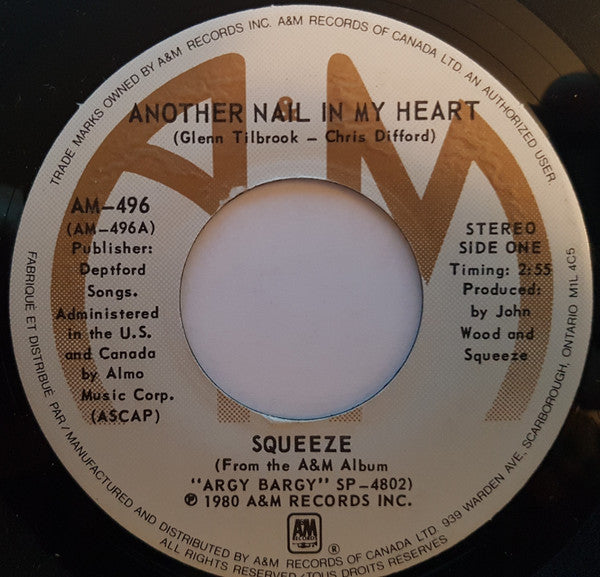 TRADE MARKS OWNED BY A&M RECORDS INC. A&M RECORDS OF CANADA LTD. AN AUTHORIZED USER.
ANOTHER NAIL IN MY HEART
(Glenn Tilbrook – Chris Difford)
AM–496
(AM–496A)
Publisher:
Deptford
Songs.
Administered
in the U.S.
and Canada
by Almo
Music Corp.
(ASCAP)
STEREO
SIDE ONE
Timing: 2:55
Produced:
by John
Wood and
Squeeze
SQUEEZE
(From the A&M Album
"ARGY BARGY" SP–4802)
℗ 1980 A&M RECORDS INC.
A&M
®
FABRIQUÉ ET DISTRIBUÉ PAR/MANUFACTURED AND DISTRIBUTED BY A&M RECORDS OF CANADA LTD. 939 WARDEN AVE, SCARBOROUGH, ONTARIO M1L 4C5
ALL RIGHTS RESERVED/TOUS DROITS RESERVÉS